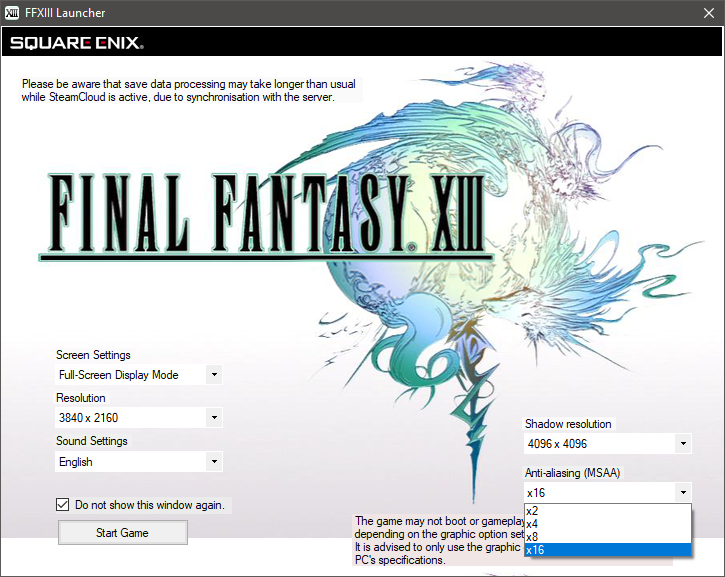 XIII FFXIII Launcher
SQUARE ENIX
Please be aware that save data processing may take longer than usual
while SteamCloud is active, due to synchronisation with the server.
FINAL FANTASY® XIII
Screen Settings
Full-Screen Display Mode
Resolution
3840 x 2160
Sound Settings
English
Do not show this window again.
Start Game
Shadow resolution
4096 x 4096
Anti-aliasing (MSAA)
x16
x2
x4
x8
x16
The game may not boot or gameplay
depending on the graphic option
It is advised to only use the graphic
PC's specifications.